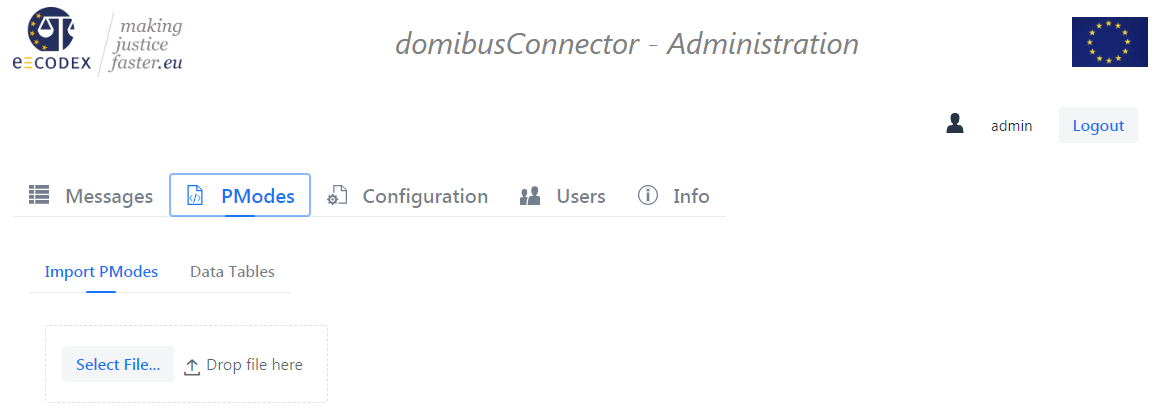 making
justice
e-CODEX faster.eu
domibusConnector - Administration
admin Logout
Messages PModes Configuration Users Info
Import PModes Data Tables
Select File... Drop file here